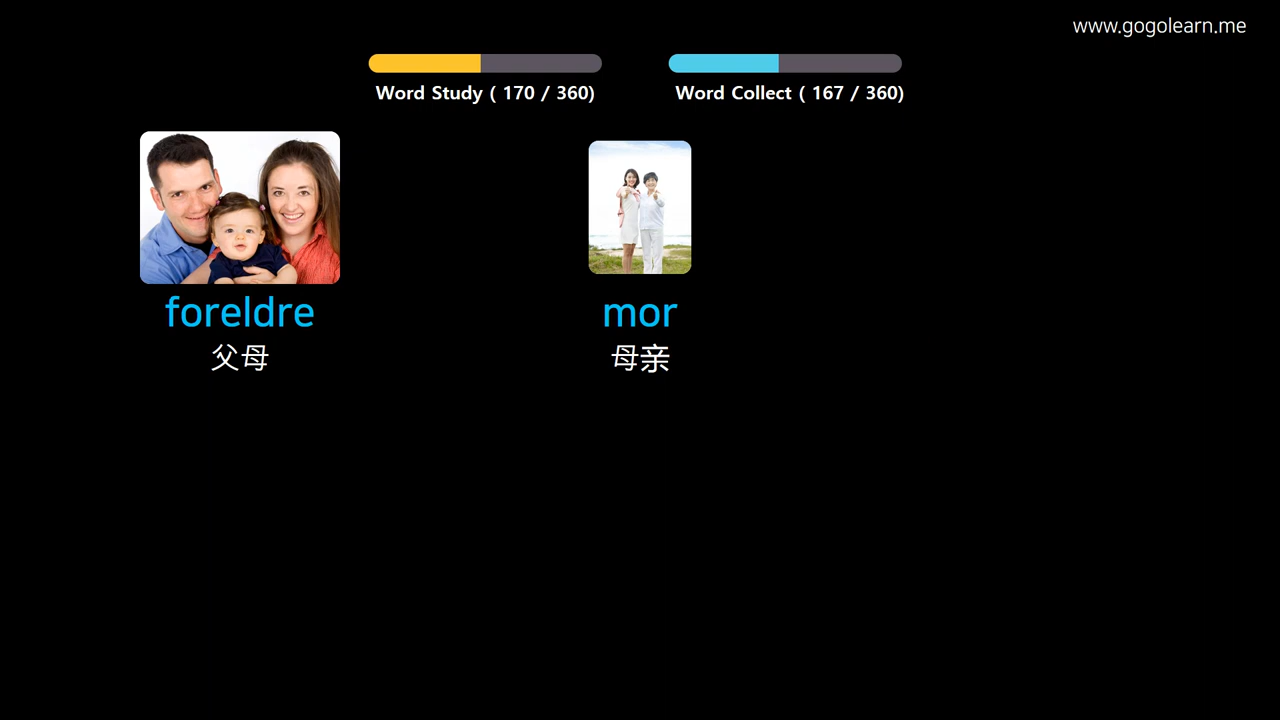 www.gogolearn.me
Word Study ( 170 / 360)
Word Collect ( 167 / 360)
foreldre
父母
mor
母亲